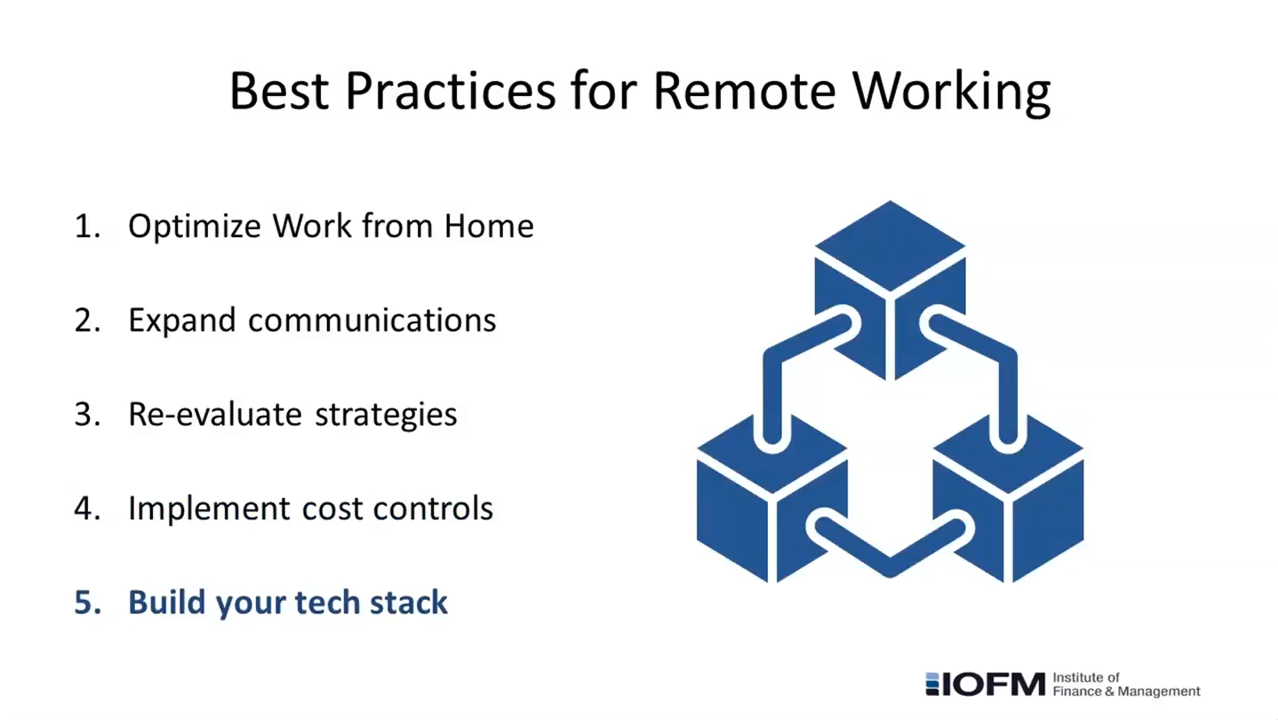 Best Practices for Remote Working
1. Optimize Work from Home
2. Expand communications
3. Re-evaluate strategies
4. Implement cost controls
5. Build your tech stack
IOFM Institute of
Finance & Management